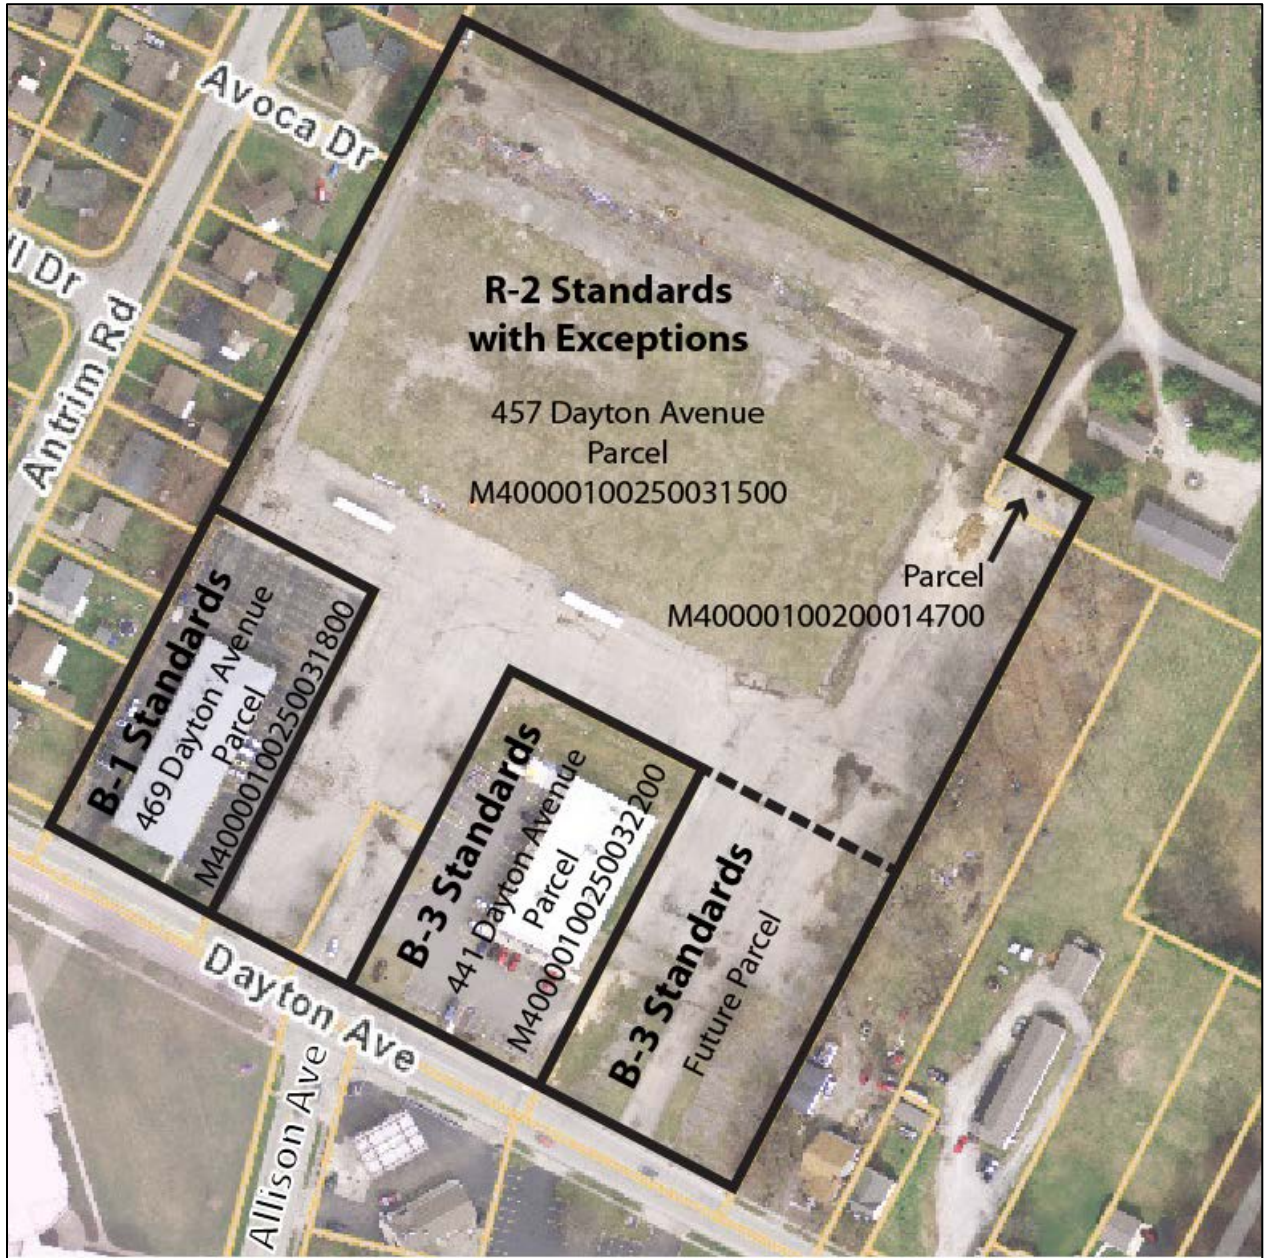 Avoca Dr
ll Dr
Antrim Rd
R-2 Standards
with Exceptions
457 Dayton Avenue
Parcel
M40000100250031500
Parcel
M40000100200014700
B-1 Standards
469 Dayton Avenue
Parcel
M40000100250031800
B-3 Standards
441 Dayton Avenue
Parcel
M40000100250032200
B-3 Standards
Future Parcel
Dayton Ave
Allison Ave